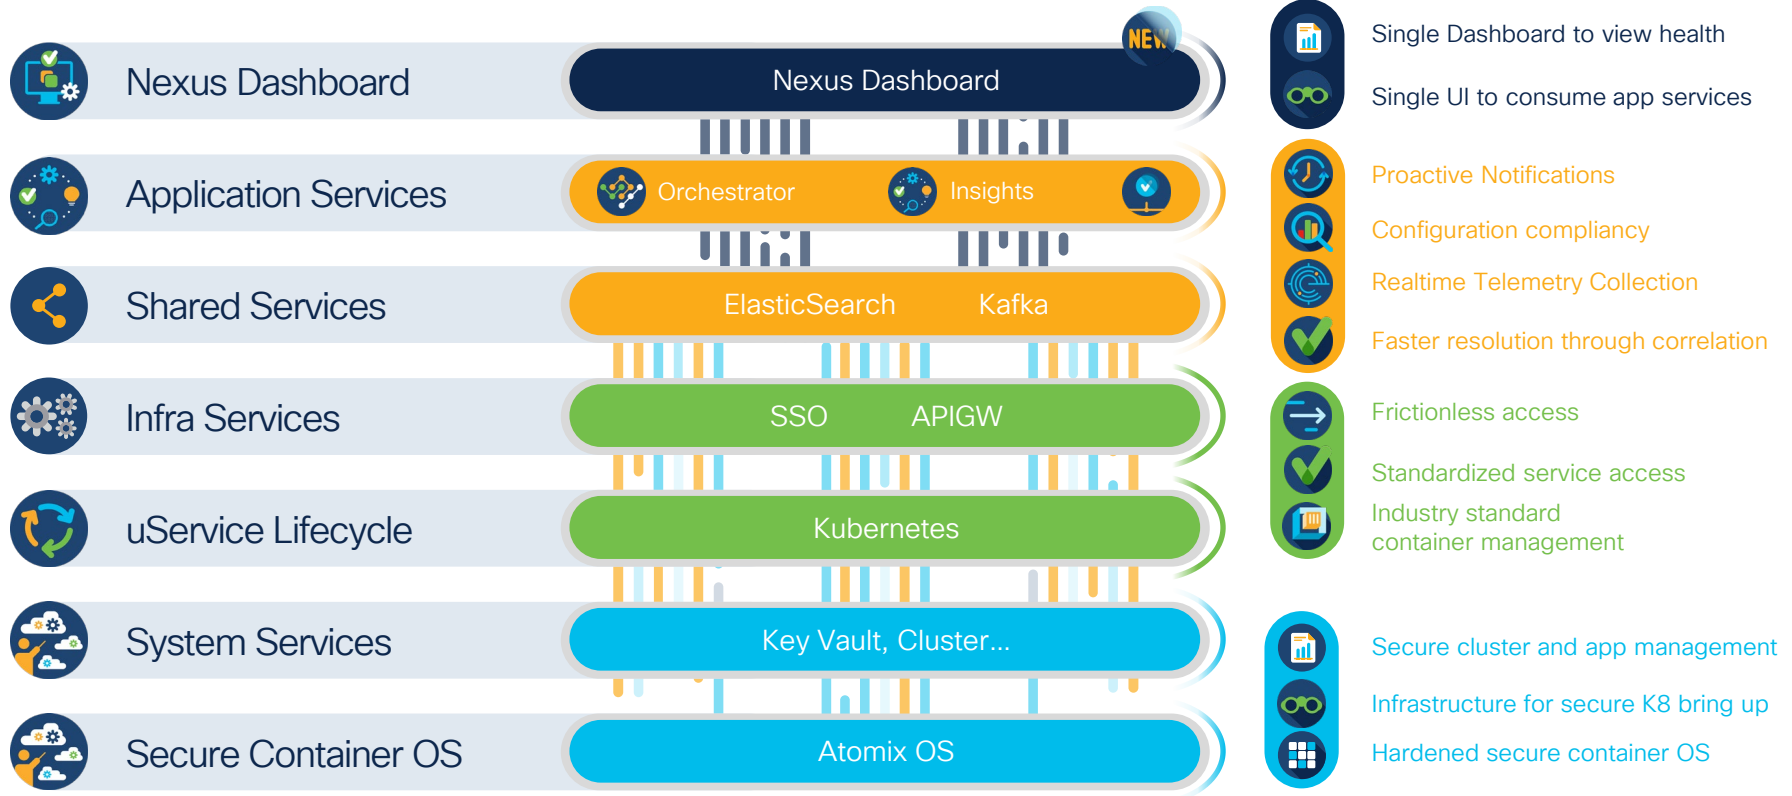 Nexus Dashboard
Nexus Dashboard
NEW
Single Dashboard to view health
Single UI to consume app services
Application Services
Orchestrator
Insights
Proactive Notifications
Configuration compliancy
Realtime Telemetry Collection
Faster resolution through correlation
Shared Services
ElasticSearch
Kafka
Infra Services
SSO
APIGW
Frictionless access
Standardized service access
Industry standard
container management
uService Lifecycle
Kubernetes
System Services
Key Vault, Cluster...
Secure cluster and app management
Infrastructure for secure K8 bring up
Hardened secure container OS
Secure Container OS
Atomix OS